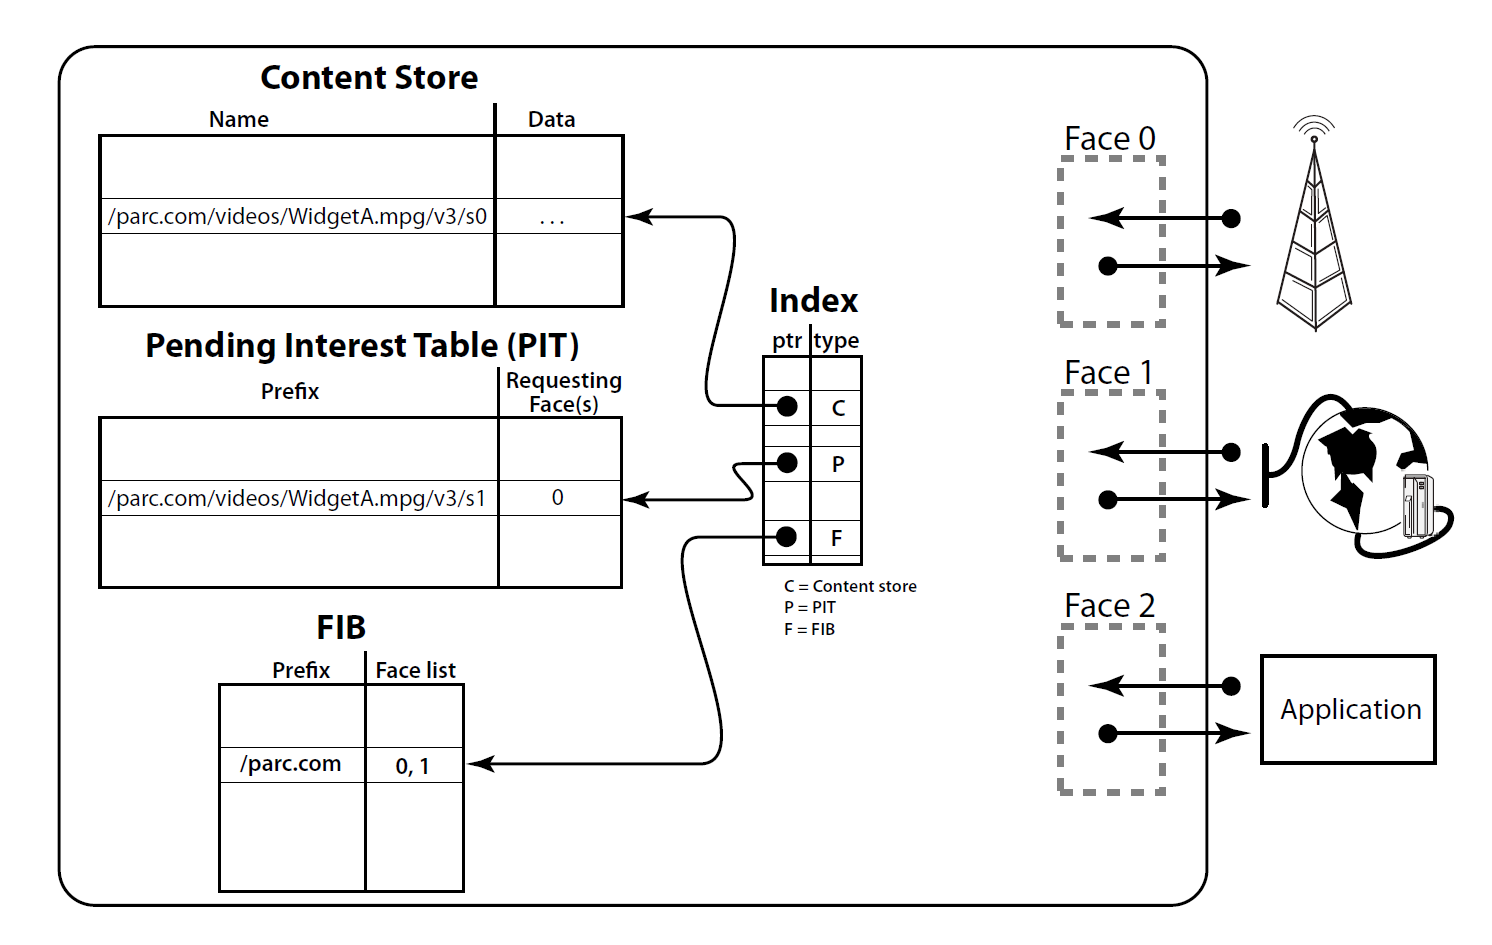 Content Store
Name Data
/parc.com/videos/WidgetA.mpg/v3/s0 . . .
Pending Interest Table (PIT)
Prefix Requesting
Face(s)
/parc.com/videos/WidgetA.mpg/v3/s1 0
FIB
Prefix Face list
/parc.com 0, 1
Index
ptr type
C
P
F
C = Content store
P = PIT
F = FIB
Face 0
Face 1
Face 2
Application